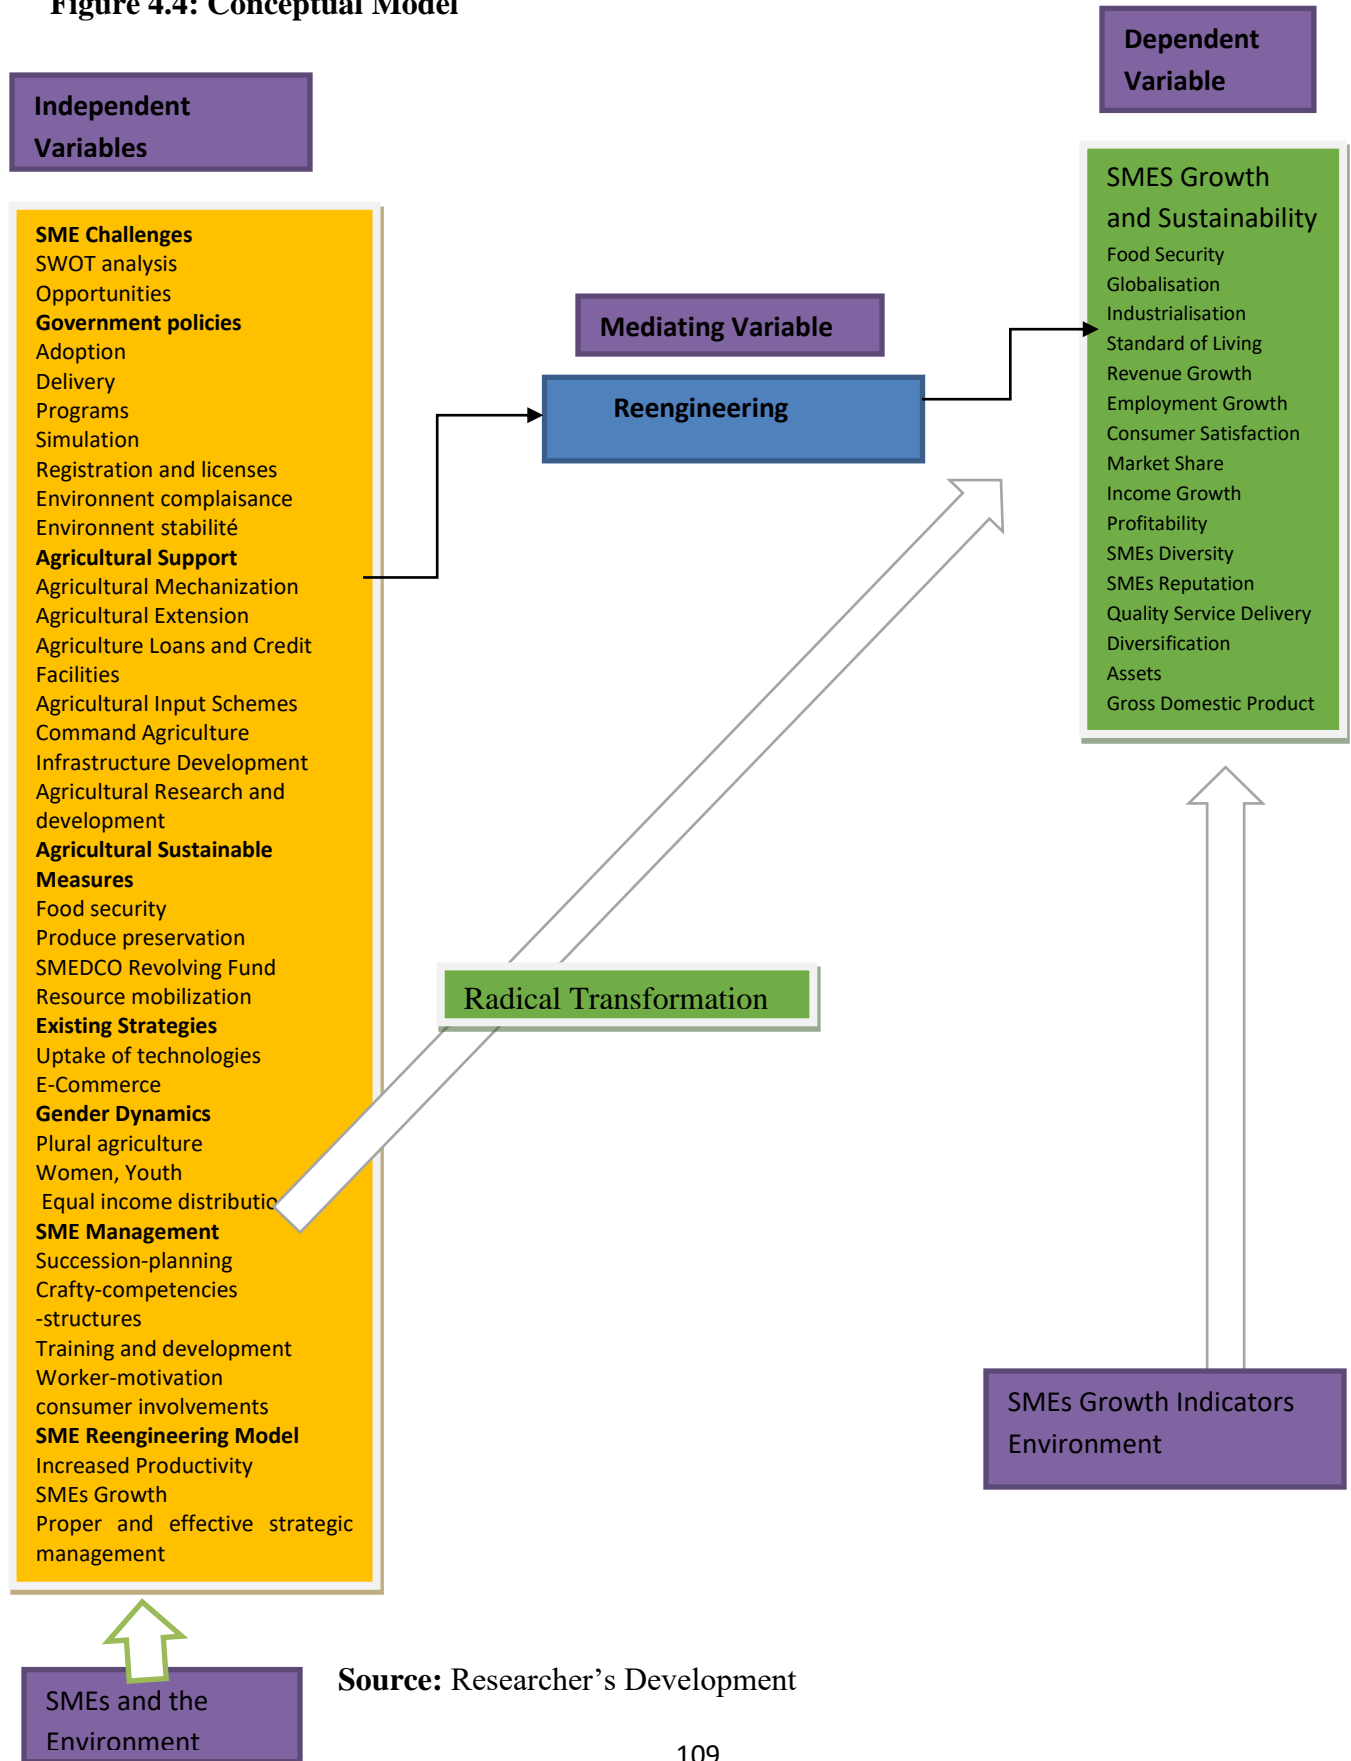 Figure 4.4: Conceptual Model
Independent
Variables
SME Challenges
SWOT analysis
Opportunities
Government policies
Adoption
Delivery
Programs
Simulation
Registration and licenses
Environnent complaisance
Environnent stabilité
Agricultural Support
Agricultural Mechanization
Agricultural Extension
Agriculture Loans and Credit
Facilities
Agricultural Input Schemes
Command Agriculture
Infrastructure Development
Agricultural Research and
development
Agricultural Sustainable
Measures
Food security
Produce preservation
SMEDCO Revolving Fund
Resource mobilization
Existing Strategies
Uptake of technologies
E-Commerce
Gender Dynamics
Plural agriculture
Women, Youth
Equal income distributio
SME Management
Succession-planning
Crafty-competencies
-structures
Training and development
Worker-motivation
consumer involvements
SME Reengineering Model
Increased Productivity
SMEs Growth
Proper and effective strategic
management
SMEs and the
Environment
Mediating Variable
Reengineering
Radical Transformation
Dependent
Variable
SMES Growth
and Sustainability
Food Security
Globalisation
Industrialisation
Standard of Living
Revenue Growth
Employment Growth
Consumer Satisfaction
Market Share
Income Growth
Profitability
SMEs Diversity
SMEs Reputation
Quality Service Delivery
Diversification
Assets
Gross Domestic Product
SMEs Growth Indicators
Environment
Source: Researcher’s Development
109